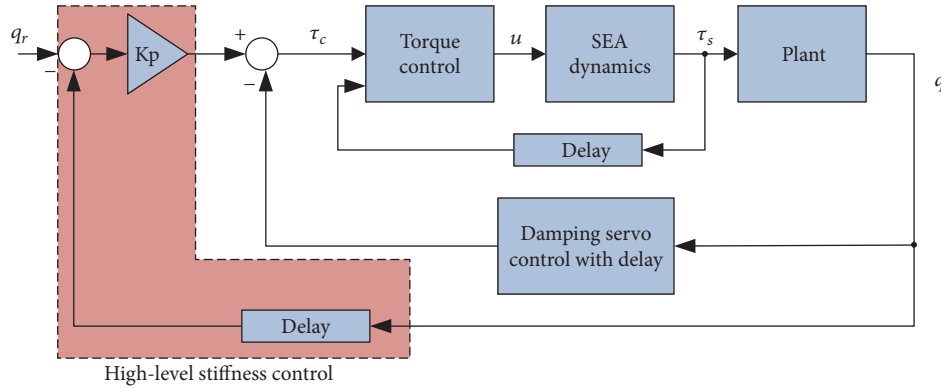 q_r
−
Kp
+
−
τ_c
Torque
control
u
SEA
dynamics
τ_s
Plant
q
Delay
Damping servo
control with delay
Delay
High-level stiffness control